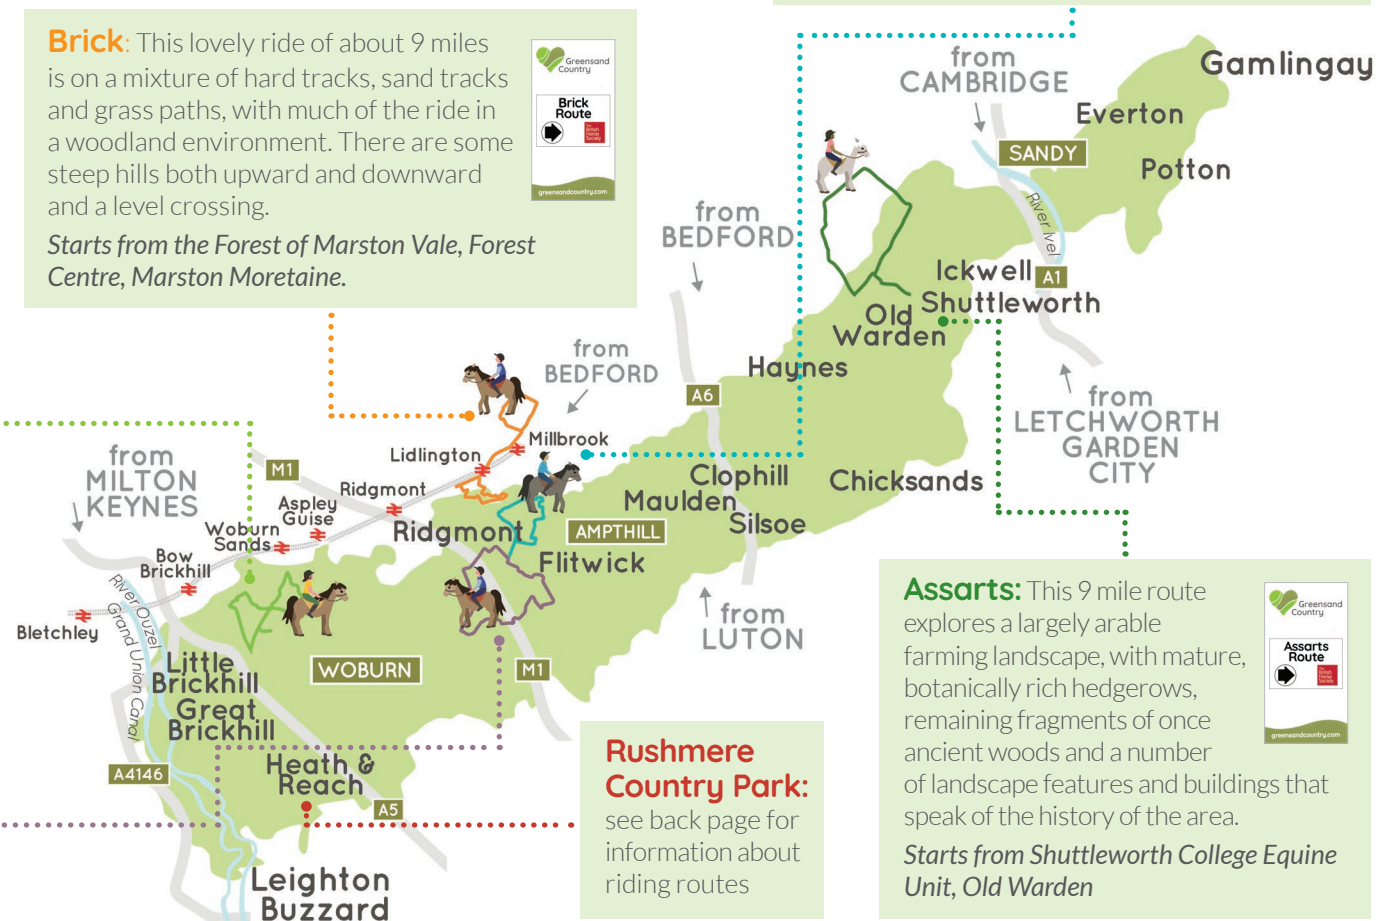 Brick: This lovely ride of about 9 miles
is on a mixture of hard tracks, sand tracks
and grass paths, with much of the ride in
a woodland environment. There are some
steep hills both upward and downward
and a level crossing.
Starts from the Forest of Marston Vale, Forest
Centre, Marston Moretaine.
Greensand
Country
Brick
Route
The
British
Horse
Society
greensandcountry.com
from
CAMBRIDGE
Gamlingay
Everton
SANDY
Potton
River Ivel
from
BEDFORD
Ickwell
A1
Shuttleworth
Old
Warden
Haynes
from
BEDFORD
A6
from
LETCHWORTH
GARDEN
CITY
Millbrook
Lidlington
M1
from
MILTON
KEYNES
Ridgmont
Aspley
Guise
Woburn
Sands
Bow
Brickhill
Bletchley
River Ouzel
Grand Union Canal
Clophill
Maulden
Silsoe
Chicksands
Ridgmont
AMPTHILL
Flitwick
from
LUTON
WOBURN
M1
Little
Brickhill
Great
Brickhill
A4146
Heath &
Reach
A5
Leighton
Buzzard
Rushmere
Country Park:
see back page for
information about
riding routes
Assarts: This 9 mile route
explores a largely arable
farming landscape, with mature,
botanically rich hedgerows,
remaining fragments of once
ancient woods and a number
of landscape features and buildings that
speak of the history of the area.
Starts from Shuttleworth College Equine
Unit, Old Warden
Greensand
Country
Assarts
Route
The
British
Horse
Society
greensandcountry.com